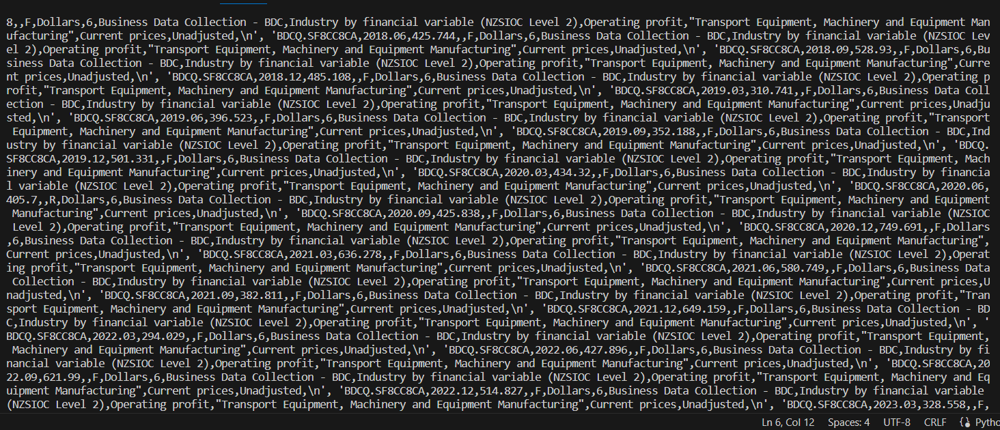 8,,F,Dollars,6,Business Data Collection - BDC,Industry by financial variable (NZSIOC Level 2),Operating profit,"Transport Equipment, Machinery and Equipment Man
ufacturing",Current prices,Unadjusted,\n', 'BDCQ.SF8CC8CA,2018.06,425.744,,F,Dollars,6,Business Data Collection - BDC,Industry by financial variable (NZSIOC Lev
el 2),Operating profit,"Transport Equipment, Machinery and Equipment Manufacturing",Current prices,Unadjusted,\n', 'BDCQ.SF8CC8CA,2018.09,528.93,,F,Dollars,6,Bu
siness Data Collection - BDC,Industry by financial variable (NZSIOC Level 2),Operating profit,"Transport Equipment, Machinery and Equipment Manufacturing",Curre
nt prices,Unadjusted,\n', 'BDCQ.SF8CC8CA,2018.12,485.108,,F,Dollars,6,Business Data Collection - BDC,Industry by financial variable (NZSIOC Level 2),Operating p
rofit,"Transport Equipment, Machinery and Equipment Manufacturing",Current prices,Unadjusted,\n', 'BDCQ.SF8CC8CA,2019.03,310.741,,F,Dollars,6,Business Data Coll
ection - BDC,Industry by financial variable (NZSIOC Level 2),Operating profit,"Transport Equipment, Machinery and Equipment Manufacturing",Current prices,Unadju
sted,\n', 'BDCQ.SF8CC8CA,2019.06,396.523,,F,Dollars,6,Business Data Collection - BDC,Industry by financial variable (NZSIOC Level 2),Operating profit,"Transport
 Equipment, Machinery and Equipment Manufacturing",Current prices,Unadjusted,\n', 'BDCQ.SF8CC8CA,2019.09,352.188,,F,Dollars,6,Business Data Collection - BDC,Ind
ustry by financial variable (NZSIOC Level 2),Operating profit,"Transport Equipment, Machinery and Equipment Manufacturing",Current prices,Unadjusted,\n', 'BDCQ.
SF8CC8CA,2019.12,501.331,,F,Dollars,6,Business Data Collection - BDC,Industry by financial variable (NZSIOC Level 2),Operating profit,"Transport Equipment, Mach
inery and Equipment Manufacturing",Current prices,Unadjusted,\n', 'BDCQ.SF8CC8CA,2020.03,434.32,,F,Dollars,6,Business Data Collection - BDC,Industry by financia
l variable (NZSIOC Level 2),Operating profit,"Transport Equipment, Machinery and Equipment Manufacturing",Current prices,Unadjusted,\n', 'BDCQ.SF8CC8CA,2020.06,
405.7,,R,Dollars,6,Business Data Collection - BDC,Industry by financial variable (NZSIOC Level 2),Operating profit,"Transport Equipment, Machinery and Equipment
 Manufacturing",Current prices,Unadjusted,\n', 'BDCQ.SF8CC8CA,2020.09,425.838,,F,Dollars,6,Business Data Collection - BDC,Industry by financial variable (NZSIOC
 Level 2),Operating profit,"Transport Equipment, Machinery and Equipment Manufacturing",Current prices,Unadjusted,\n', 'BDCQ.SF8CC8CA,2020.12,749.691,,F,Dollars
,6,Business Data Collection - BDC,Industry by financial variable (NZSIOC Level 2),Operating profit,"Transport Equipment, Machinery and Equipment Manufacturing",
Current prices,Unadjusted,\n', 'BDCQ.SF8CC8CA,2021.03,636.278,,F,Dollars,6,Business Data Collection - BDC,Industry by financial variable (NZSIOC Level 2),Operat
ing profit,"Transport Equipment, Machinery and Equipment Manufacturing",Current prices,Unadjusted,\n', 'BDCQ.SF8CC8CA,2021.06,580.749,,F,Dollars,6,Business Data
 Collection - BDC,Industry by financial variable (NZSIOC Level 2),Operating profit,"Transport Equipment, Machinery and Equipment Manufacturing",Current prices,U
nadjusted,\n', 'BDCQ.SF8CC8CA,2021.09,382.811,,F,Dollars,6,Business Data Collection - BDC,Industry by financial variable (NZSIOC Level 2),Operating profit,"Tran
sport Equipment, Machinery and Equipment Manufacturing",Current prices,Unadjusted,\n', 'BDCQ.SF8CC8CA,2021.12,649.159,,F,Dollars,6,Business Data Collection - BD
C,Industry by financial variable (NZSIOC Level 2),Operating profit,"Transport Equipment, Machinery and Equipment Manufacturing",Current prices,Unadjusted,\n', '
BDCQ.SF8CC8CA,2022.03,294.029,,F,Dollars,6,Business Data Collection - BDC,Industry by financial variable (NZSIOC Level 2),Operating profit,"Transport Equipment,
 Machinery and Equipment Manufacturing",Current prices,Unadjusted,\n', 'BDCQ.SF8CC8CA,2022.06,427.896,,F,Dollars,6,Business Data Collection - BDC,Industry by fi
nancial variable (NZSIOC Level 2),Operating profit,"Transport Equipment, Machinery and Equipment Manufacturing",Current prices,Unadjusted,\n', 'BDCQ.SF8CC8CA,20
22.09,621.99,,F,Dollars,6,Business Data Collection - BDC,Industry by financial variable (NZSIOC Level 2),Operating profit,"Transport Equipment, Machinery and Eq
uipment Manufacturing",Current prices,Unadjusted,\n', 'BDCQ.SF8CC8CA,2022.12,514.827,,F,Dollars,6,Business Data Collection - BDC,Industry by financial variable
(NZSIOC Level 2),Operating profit,"Transport Equipment, Machinery and Equipment Manufacturing",Current prices,Unadjusted,\n', 'BDCQ.SF8CC8CA,2023.03,328.558,,F,
Ln 6, Col 12 Spaces: 4 UTF-8 CRLF {} Pytho